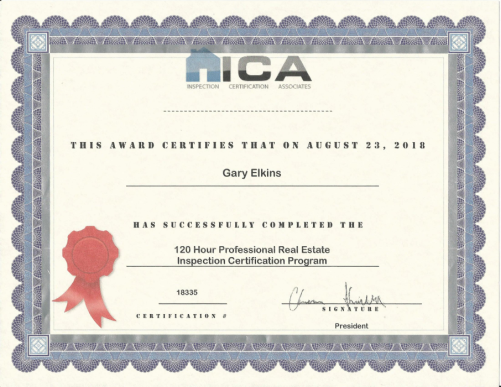 ICA
INSPECTION CERTIFICATION ASSOCIATES
THIS AWARD CERTIFIES THAT ON AUGUST 23, 2018
Gary Elkins
HAS SUCCESSFULLY COMPLETED THE
120 Hour Professional Real Estate
Inspection Certification Program
18335
CERTIFICATION #
SIGNATURE
President